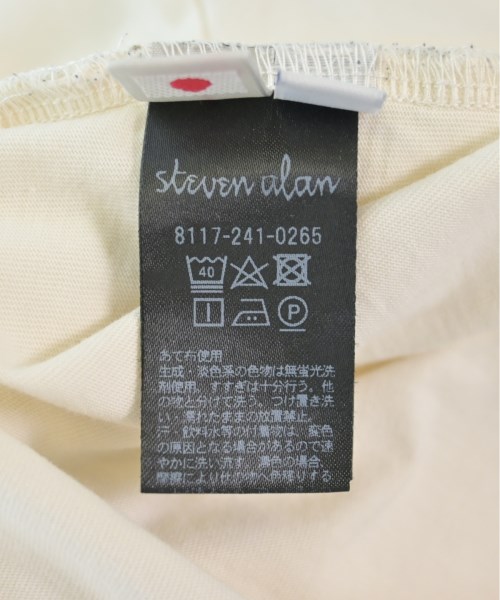 steven alan
8117-241-0265
40
P
あて布使用
生成・淡色系の色物は無蛍光洗
剤使用。すすぎは十分行う。他
の物と分けて洗う。つけ置き洗
い、濡れたままの放置禁止。
飲料水等の付着物は、変色
の原因となる場合があるので速
やかに洗い流す。濃色の場合、
摩擦により他の物へ色移りする